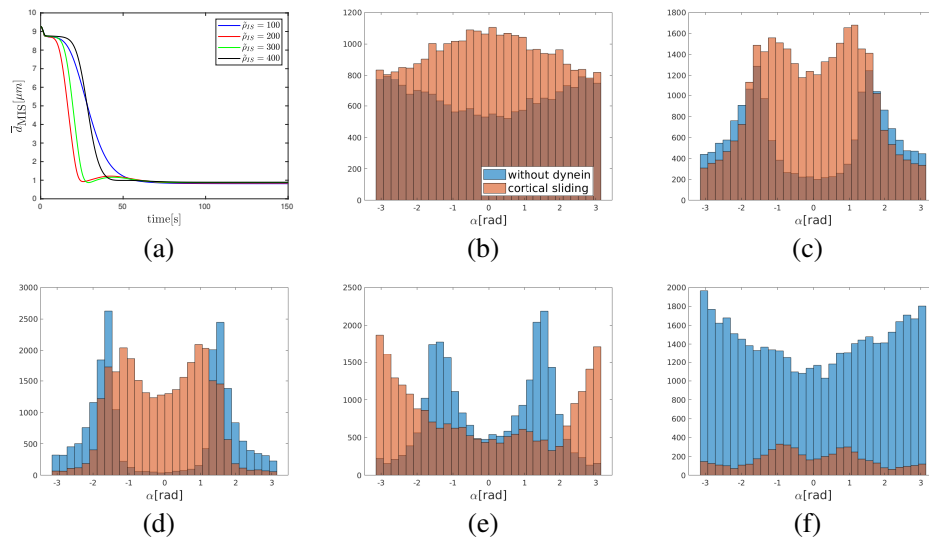 ρ̃_IS = 100
ρ̃_IS = 200
ρ̃_IS = 300
ρ̃_IS = 400
10
9
8
7
6
5
4
3
2
1
0
d̅_MIS[μm]
0 50 100 150
time[s]
(a)
1200
1000
800
600
400
200
0
without dynein
cortical sliding
-3 -2 -1 0 1 2 3
α[rad]
(b)
1800
1600
1400
1200
1000
800
600
400
200
0
-3 -2 -1 0 1 2 3
α[rad]
(c)
3000
2500
2000
1500
1000
500
0
-3 -2 -1 0 1 2 3
α[rad]
(d)
2500
2000
1500
1000
500
0
-3 -2 -1 0 1 2 3
α[rad]
(e)
2000
1800
1600
1400
1200
1000
800
600
400
200
0
-3 -2 -1 0 1 2 3
α[rad]
(f)